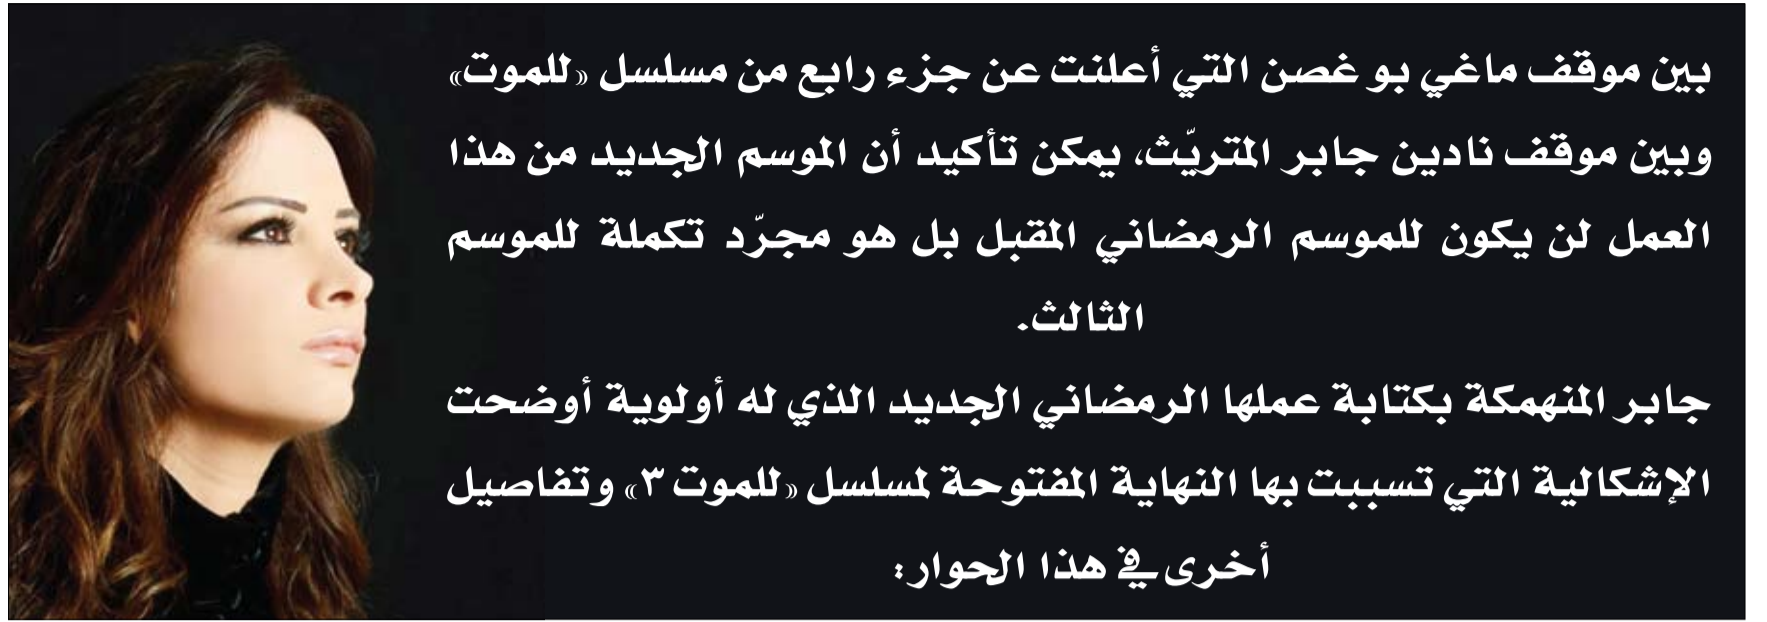 بين موقف ماغي بو غصن التي أعلنت عن جزء رابع من مسلسل «للموت»
وبين موقف نادين جابر المتريّث، يمكن تأكيد أن الموسم الجديد من هذا
العمل لن يكون للموسم الرمضاني المقبل بل هو مجرّد تكملة للموسم
الثالث.
جابر المنهمكة بكتابة عملها الرمضاني الجديد الذي له أولوية أوضحت
الإشكالية التي تسببت بها النهاية المفتوحة لمسلسل «للموت ٣» وتفاصيل
أخرى في هذا الحوار: